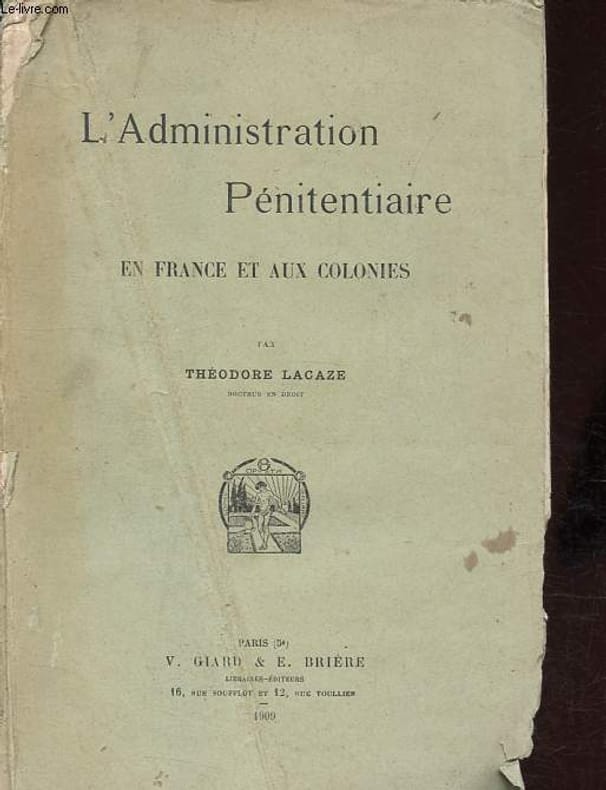 Le-livre.com
L'Administration
Pénitentiaire
EN FRANCE ET AUX COLONIES
PAR
THÉODORE LACAZE
DOCTEUR EN DROIT
PARIS (5e)
V. GIARD & E. BRIÈRE
LIBRAIRES-ÉDITEURS
16, RUE SOUFFLOT ET 12, RUE TOULLIER
1909